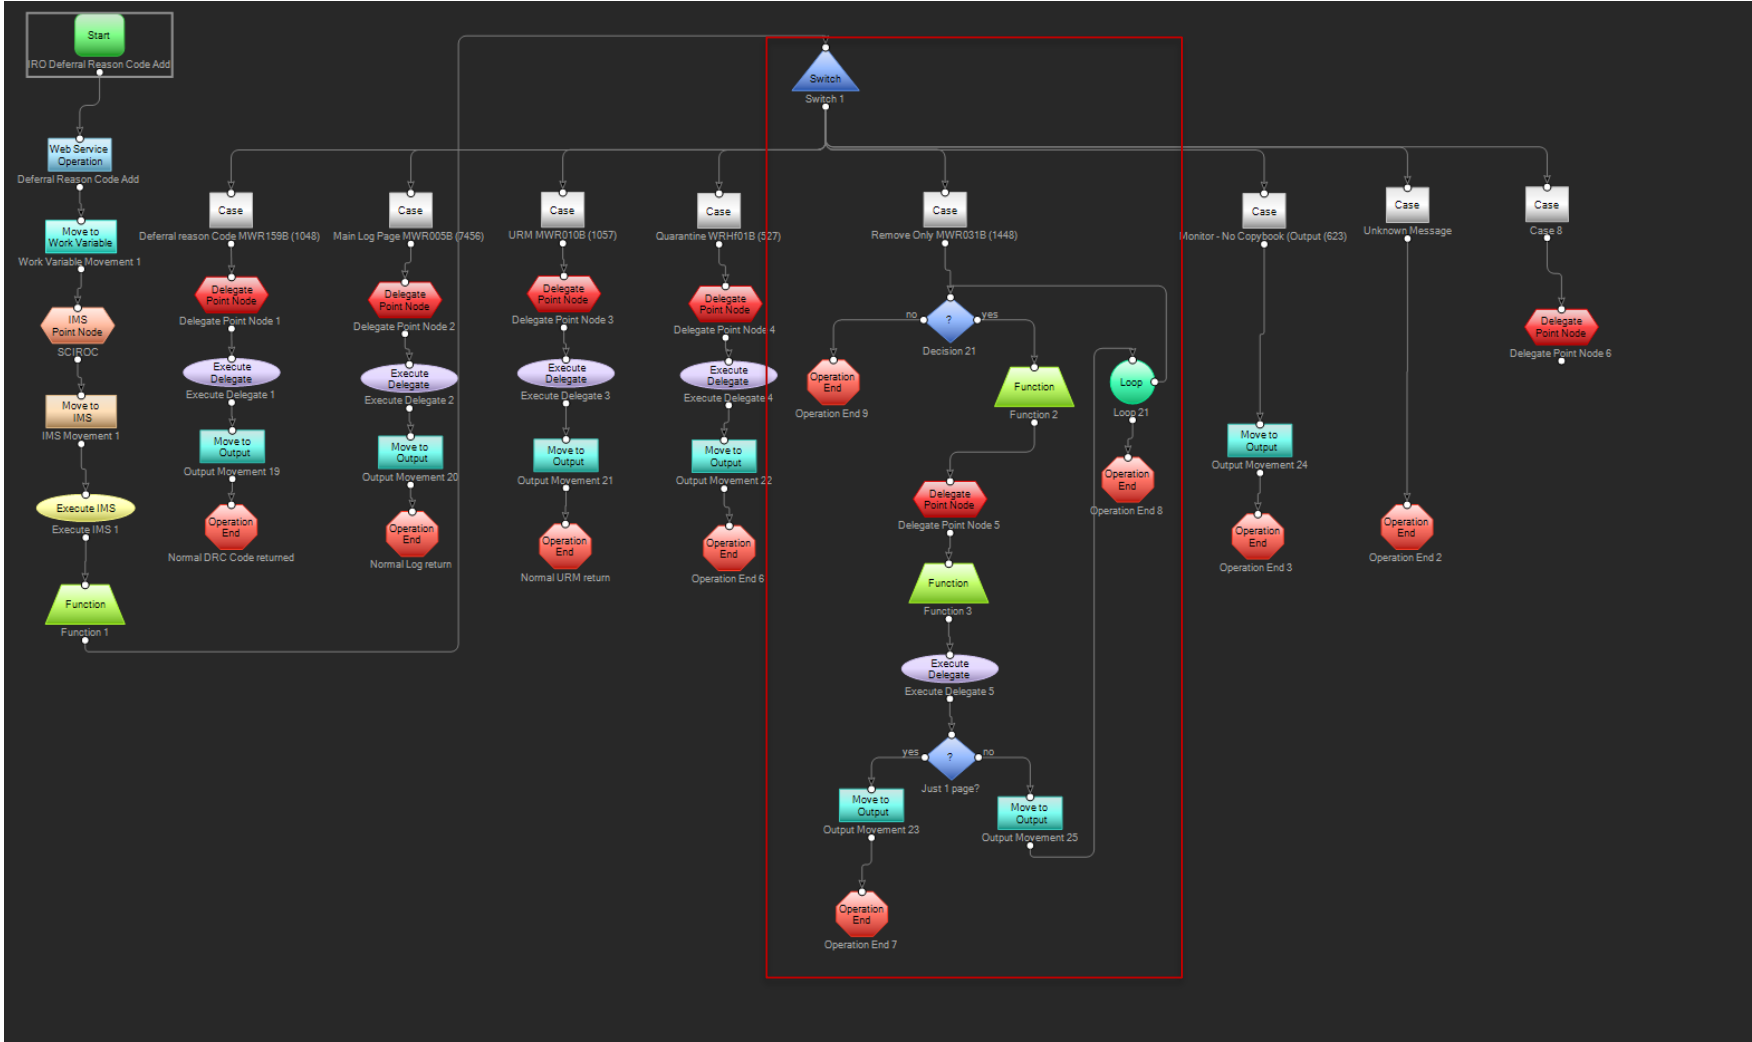 Start
IRO Deferral Reason Code Add
Web Service
Operation
Deferral Reason Code Add
Move to
Work Variable
Work Variable Movement 1
IMS
Point Node
SCIROC
Move to
IMS
IMS Movement 1
Execute IMS
Execute IMS 1
Function
Function 1
Switch
Switch 1
Case
Deferral reason Code MWR159B (1048)
Delegate
Point Node
Delegate Point Node 1
Execute
Delegate
Execute Delegate 1
Move to
Output
Output Movement 19
Operation
End
Normal DRC Code returned
Case
Main Log Page MWR005B (7456)
Delegate
Point Node
Delegate Point Node 2
Execute
Delegate
Execute Delegate 2
Move to
Output
Output Movement 20
Operation
End
Normal Log return
Case
URM MWR010B (1057)
Delegate
Point Node
Delegate Point Node 3
Execute
Delegate
Execute Delegate 3
Move to
Output
Output Movement 21
Operation
End
Normal URM return
Case
Quarantine WRHf01B (527)
Delegate
Point Node
Delegate Point Node 4
Execute
Delegate
Execute Delegate 4
Move to
Output
Output Movement 22
Operation
End
Operation End 6
Case
Remove Only MWR031B (1448)
no
?
yes
Decision 21
Operation
End
Operation End 9
Function
Function 2
Loop
Loop 21
Operation
End
Operation End 8
Delegate
Point Node
Delegate Point Node 5
Function
Function 3
Execute
Delegate
Execute Delegate 5
yes
?
no
Just 1 page?
Move to
Output
Output Movement 23
Move to
Output
Output Movement 25
Operation
End
Operation End 7
Case
Monitor - No Copybook (Output (623)
Move to
Output
Output Movement 24
Operation
End
Operation End 3
Case
Unknown Message
Operation
End
Operation End 2
Case
Case 8
Delegate
Point Node
Delegate Point Node 6